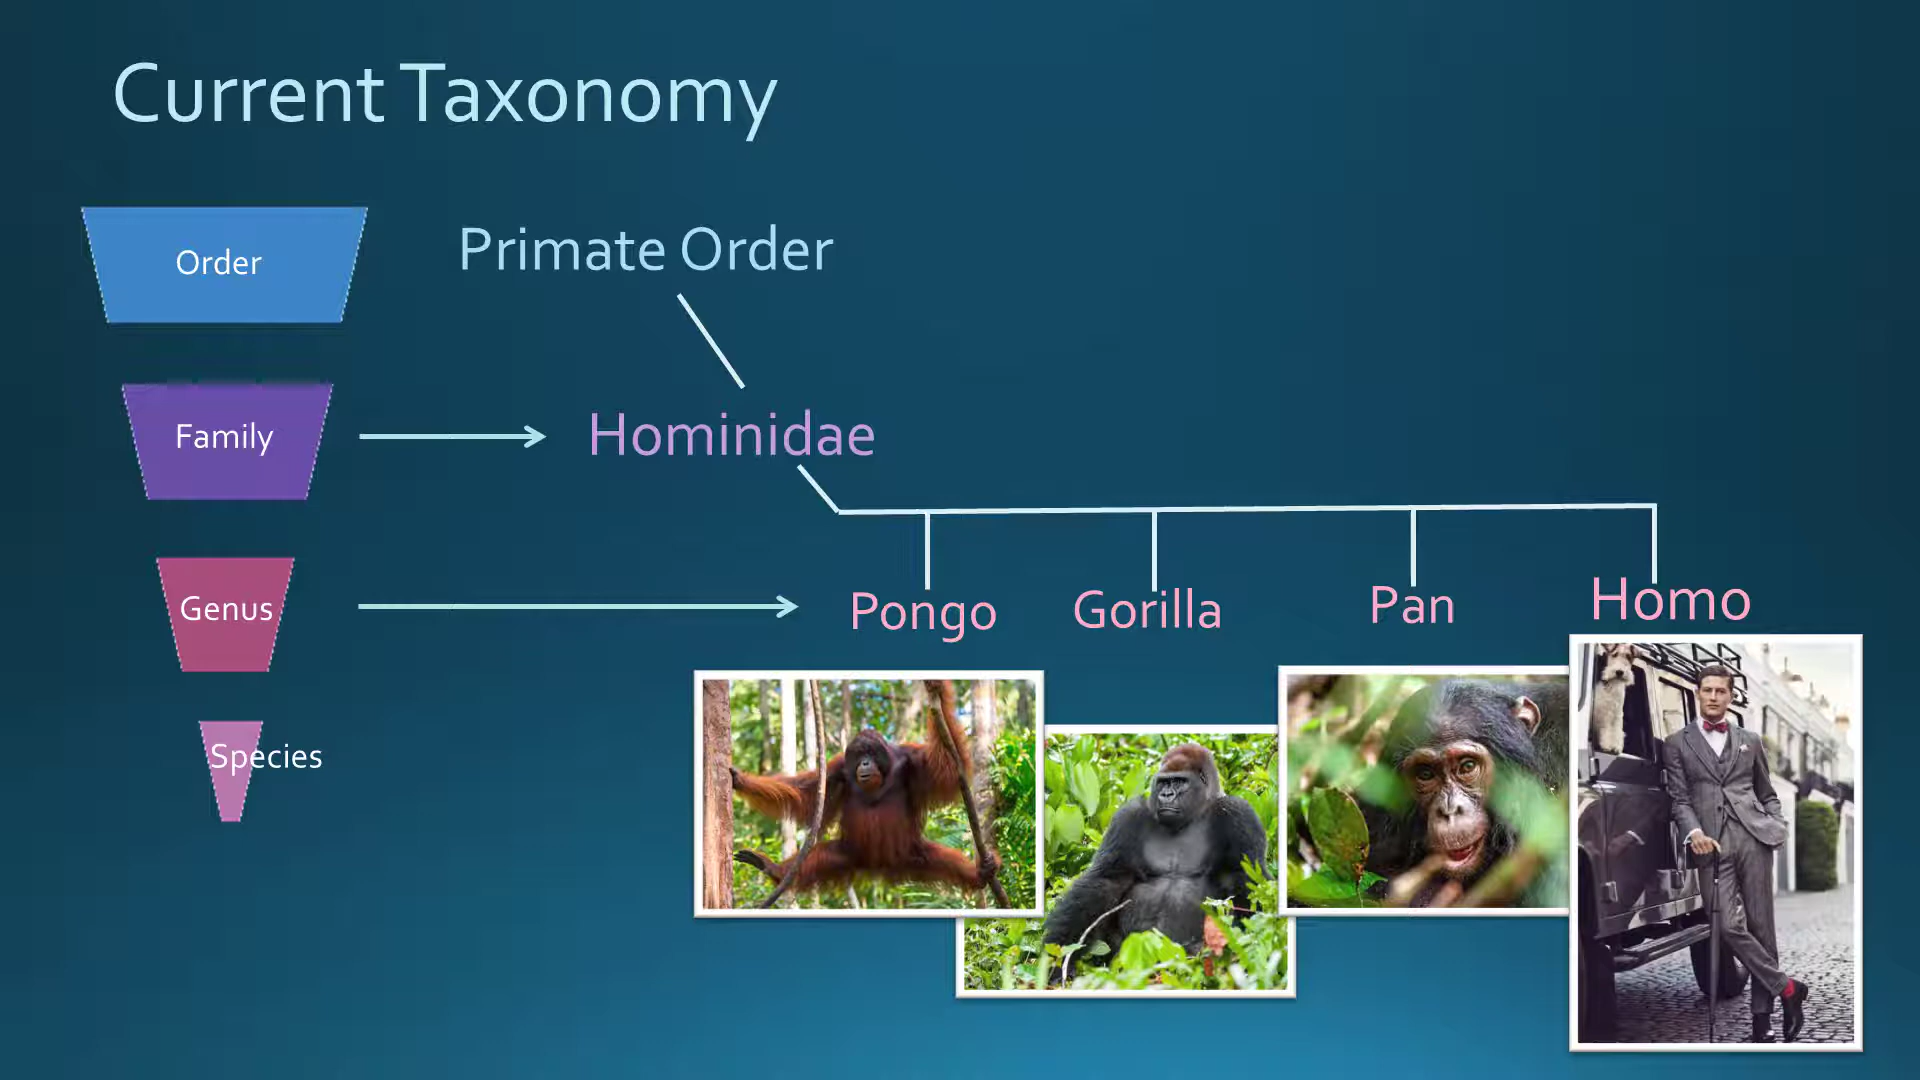 Current Taxonomy
Order
Primate Order
Family
Hominidae
Genus
Pongo
Gorilla
Pan
Homo
Species